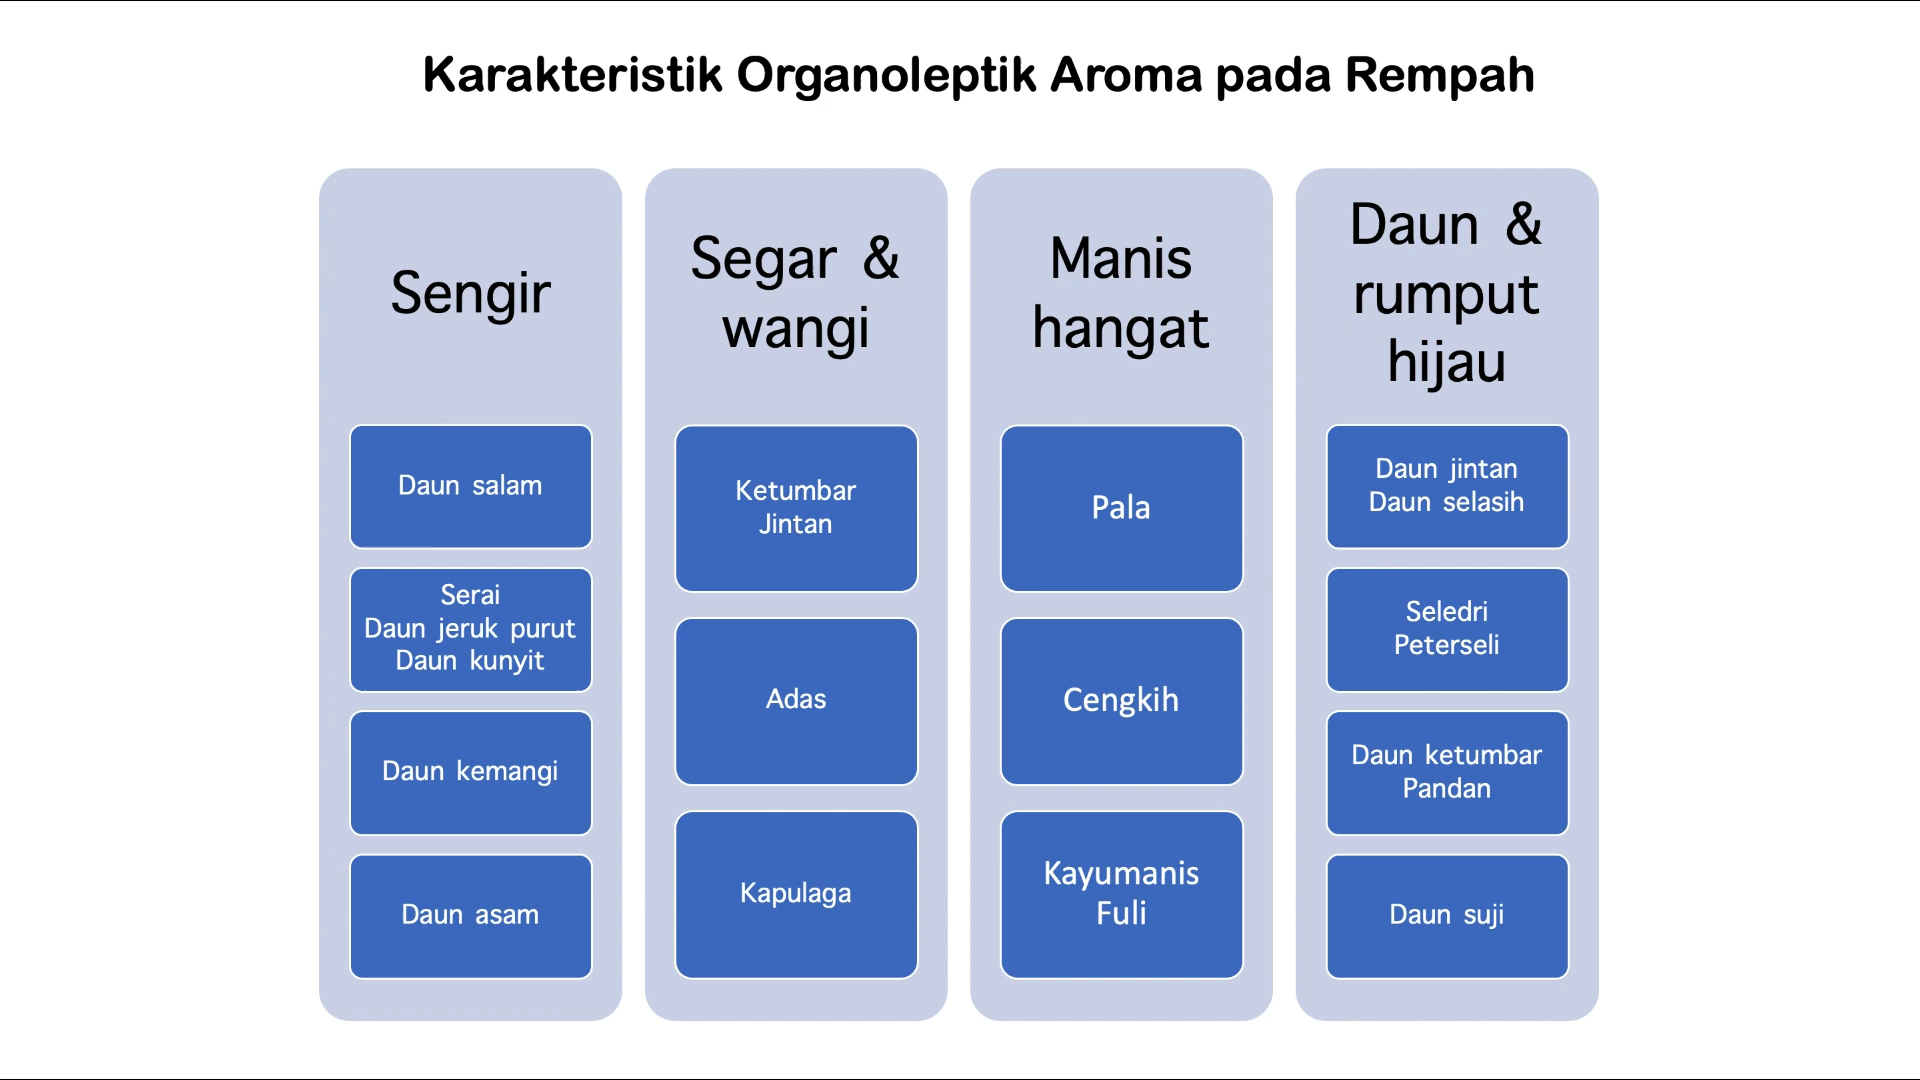 Karakteristik Organoleptik Aroma pada Rempah
Sengir
Daun salam
Serai
Daun jeruk purut
Daun kunyit
Daun kemangi
Daun asam
Segar &
wangi
Ketumbar
Jintan
Adas
Kapulaga
Manis
hangat
Pala
Cengkih
Kayumanis
Fuli
Daun &
rumput
hijau
Daun jintan
Daun selasih
Seledri
Peterseli
Daun ketumbar
Pandan
Daun suji